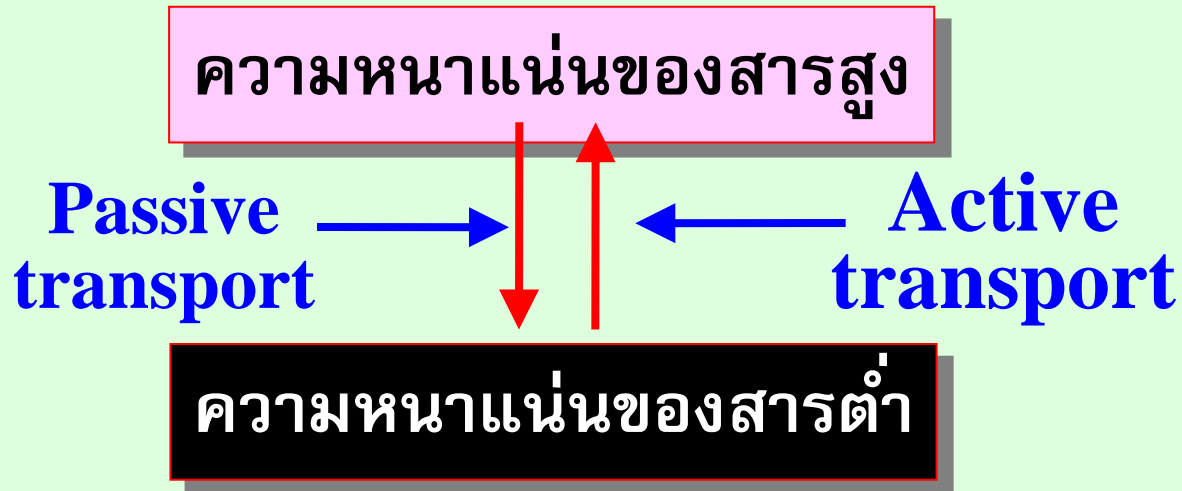 ความหนาแน่นของสารสูง
Passive
transport
Active
transport
ความหนาแน่นของสารต่ำ